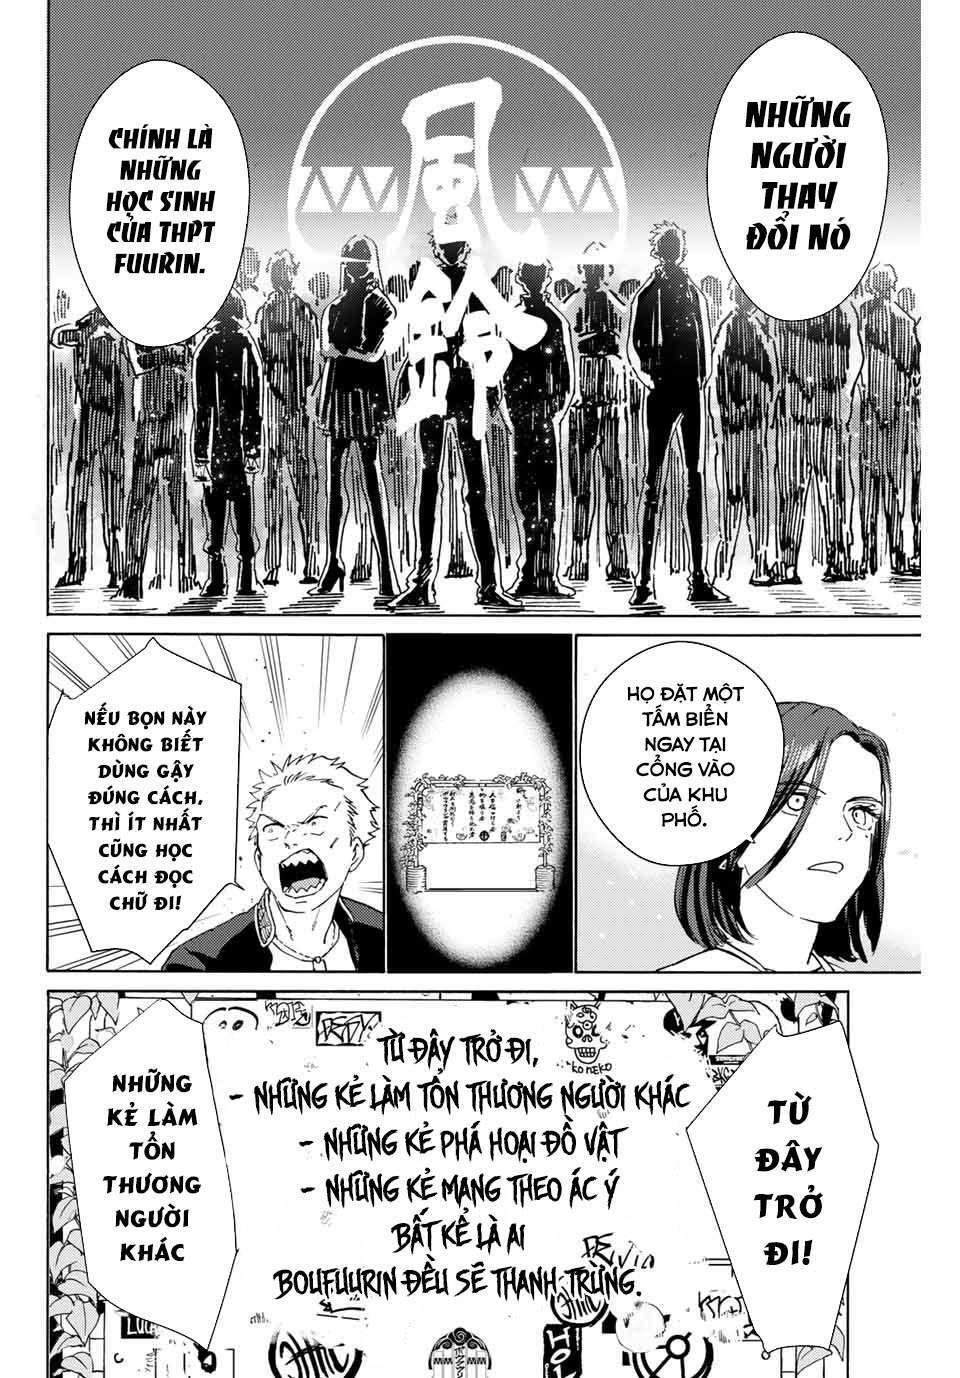 NHỮNG
NGƯỜI
THAY
ĐỔI NÓ
CHÍNH LÀ
NHỮNG
HỌC SINH
CỦA THPT
FUURIN.
風
鈴
HỌ ĐẶT MỘT
TẤM BIỂN
NGAY TẠI
CỔNG VÀO
CỦA KHU
PHỐ.
NẾU BỌN NÀY
KHÔNG BIẾT
DÙNG GẬY
ĐÚNG CÁCH,
THÌ ÍT NHẤT
CŨNG HỌC
CÁCH ĐỌC
CHỮ ĐI!
TỪ
ĐÂY
TRỞ
ĐI!
KO NEKO
TỪ ĐÂY TRỞ ĐI,
- NHỮNG KẺ LÀM TỔN THƯƠNG NGƯỜI KHÁC
- NHỮNG KẺ PHÁ HOẠI ĐỒ VẬT
- NHỮNG KẺ MANG THEO ÁC Ý
BẤT KỂ LÀ AI
BOUFUURIN ĐỀU SẼ THANH TRỪNG.
NHỮNG
KẺ LÀM
TỔN
THƯƠNG
NGƯỜI
KHÁC